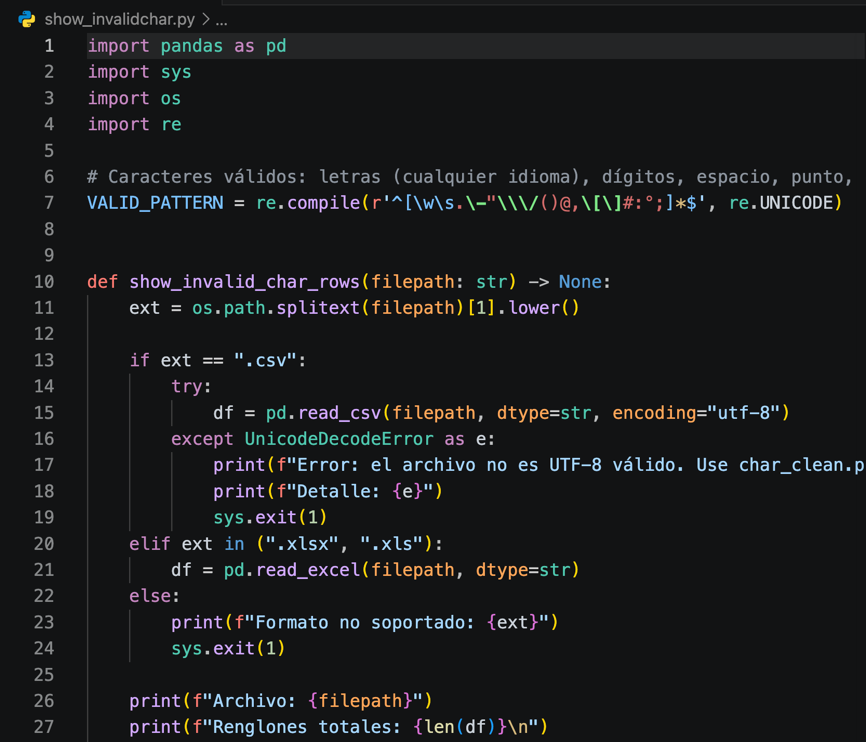 show_invalidchar.py > ...
1 import pandas as pd
2 import sys
3 import os
4 import re
5
6 # Caracteres válidos: letras (cualquier idioma), dígitos, espacio, punto,
7 VALID_PATTERN = re.compile(r'^[\w\s.\-"\\\/()@,\[\]#:°;]*$', re.UNICODE)
8
9
10 def show_invalid_char_rows(filepath: str) -> None:
11     ext = os.path.splitext(filepath)[1].lower()
12
13     if ext == ".csv":
14         try:
15             df = pd.read_csv(filepath, dtype=str, encoding="utf-8")
16         except UnicodeDecodeError as e:
17             print(f"Error: el archivo no es UTF-8 válido. Use char_clean.p
18             print(f"Detalle: {e}")
19             sys.exit(1)
20     elif ext in (".xlsx", ".xls"):
21         df = pd.read_excel(filepath, dtype=str)
22     else:
23         print(f"Formato no soportado: {ext}")
24         sys.exit(1)
25
26     print(f"Archivo: {filepath}")
27     print(f"Renglones totales: {len(df)}\n")